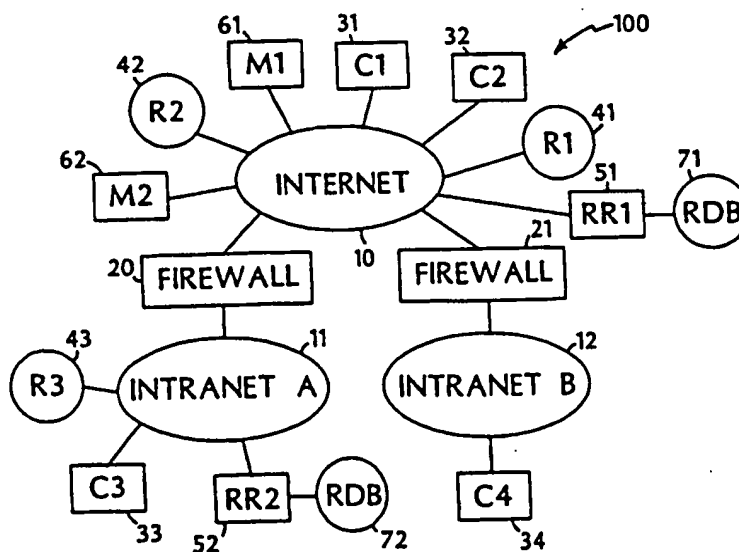 61
31
32
100
42
M1
C1
C2
R2
41
R1
62
51
71
M2
INTERNET
RR1
RDB
10
21
20
FIREWALL
FIREWALL
43
11
12
R3
INTRANET A
INTRANET B
C3
RR2
RDB
C4
33
52
72
34